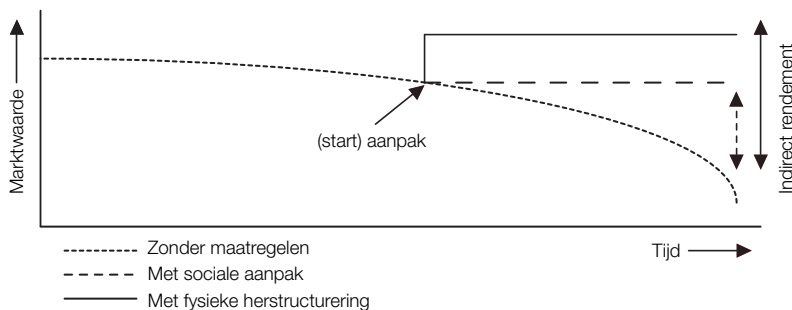 Marktwaarde
(start) aanpak
Indirect rendement
Zonder maatregelen
Tijd
Met sociale aanpak
Met fysieke herstructurering